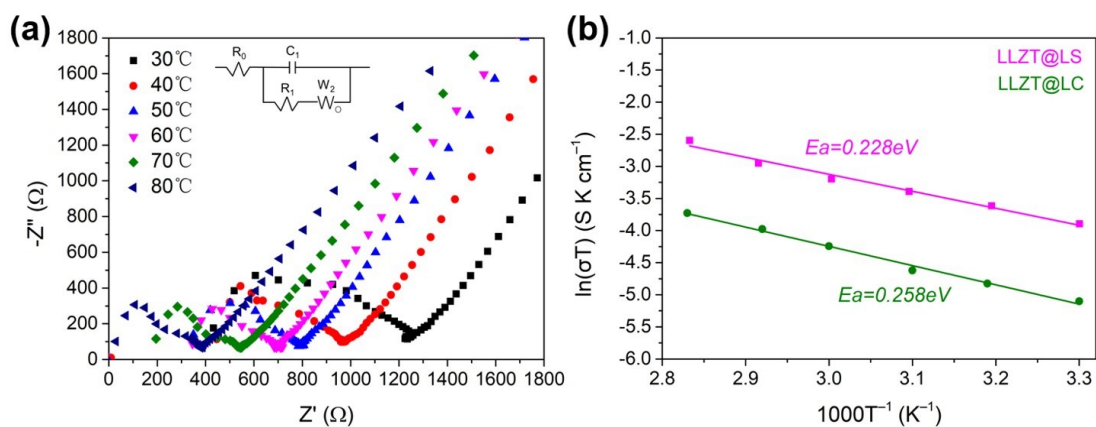 (a)
1800
1600
1400
1200
1000
800
600
400
200
0
-Z" (Ω)
30℃
40℃
50℃
60℃
70℃
80℃
R0
C1
R1
W2
O
0 200 400 600 800 1000 1200 1400 1600 1800
Z' (Ω)
(b)
-1.0
-1.5
-2.0
-2.5
-3.0
-3.5
-4.0
-4.5
-5.0
-5.5
-6.0
ln(σT) (S K cm⁻¹)
LLZT@LS
LLZT@LC
Ea=0.228eV
Ea=0.258eV
2.8 2.9 3.0 3.1 3.2 3.3
1000T⁻¹ (K⁻¹)